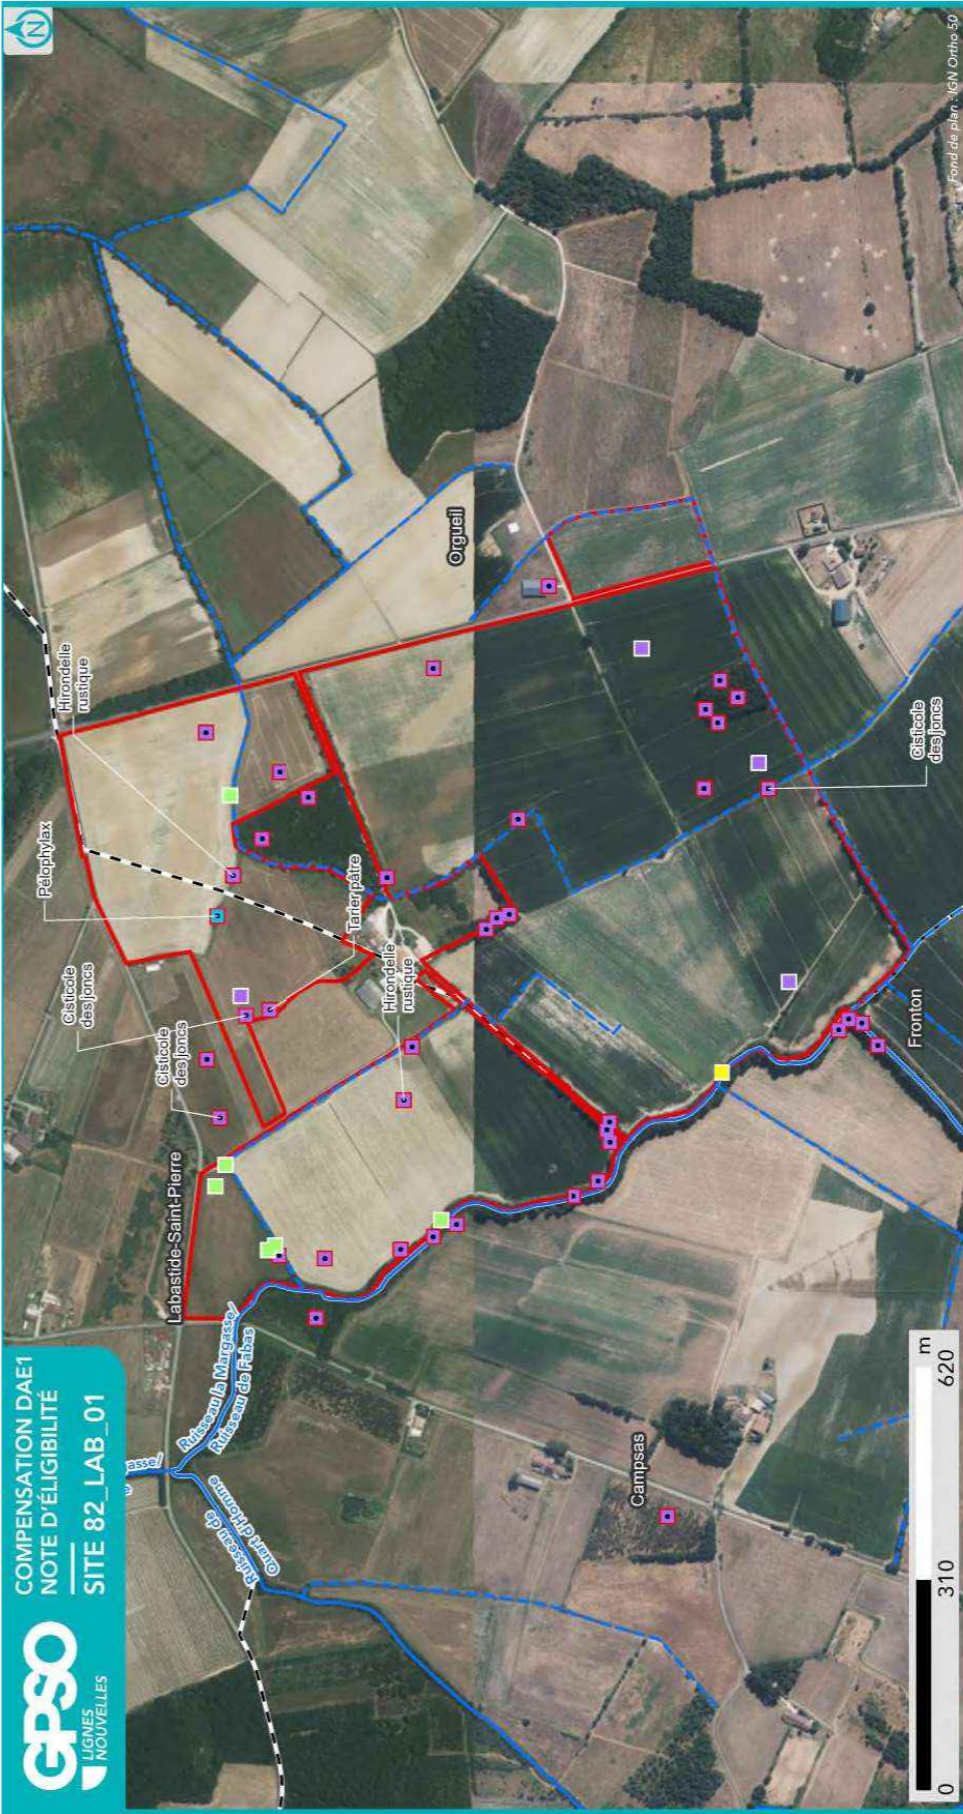 GPSO
LIGNES
NOUVELLES
COMPENSATION DAE1
NOTE D'ÉLIGIBILITÉ
SITE 82_LAB_01
Labastide-Saint-Pierre
Cisticole
des joncs
Cisticole
des joncs
Pélophylax
Hirondelle
rustique
Tarier pâtre
Hirondelle
rustique
Orgueil
Ruisseau la Margasse/
Ruisseau de Fabas
gasse/
e
Ruisseau de
Quart d'Homme
Campsas
Fronton
Cisticole
des joncs
0
310
620
m
Fond de plan : IGN Ortho 50